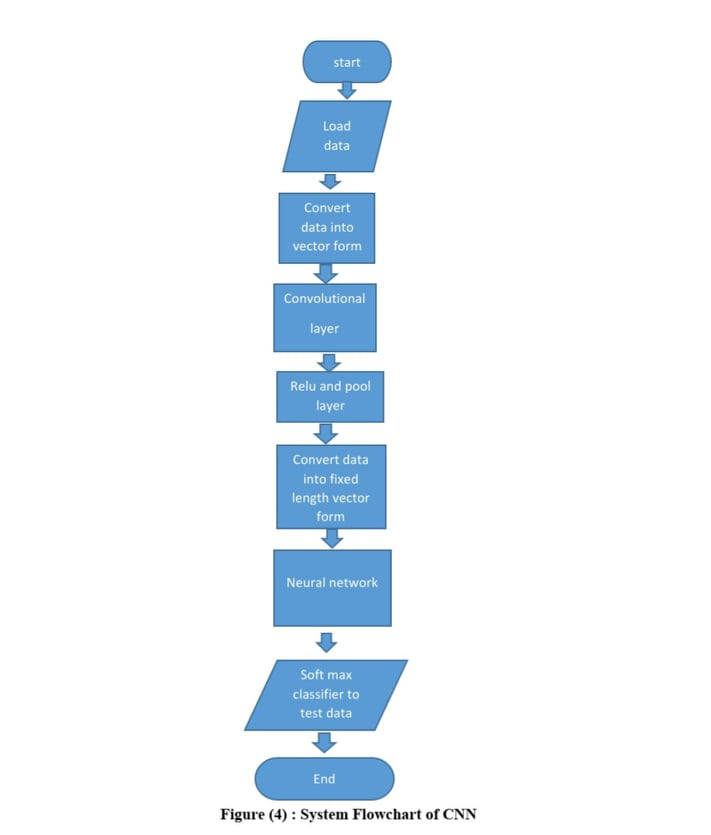 start
Load
data
Convert
data into
vector form
Convolutional
layer
Relu and pool
layer
Convert data
into fixed
length vector
form
Neural network
Soft max
classifier to
test data
End
Figure (4) : System Flowchart of CNN